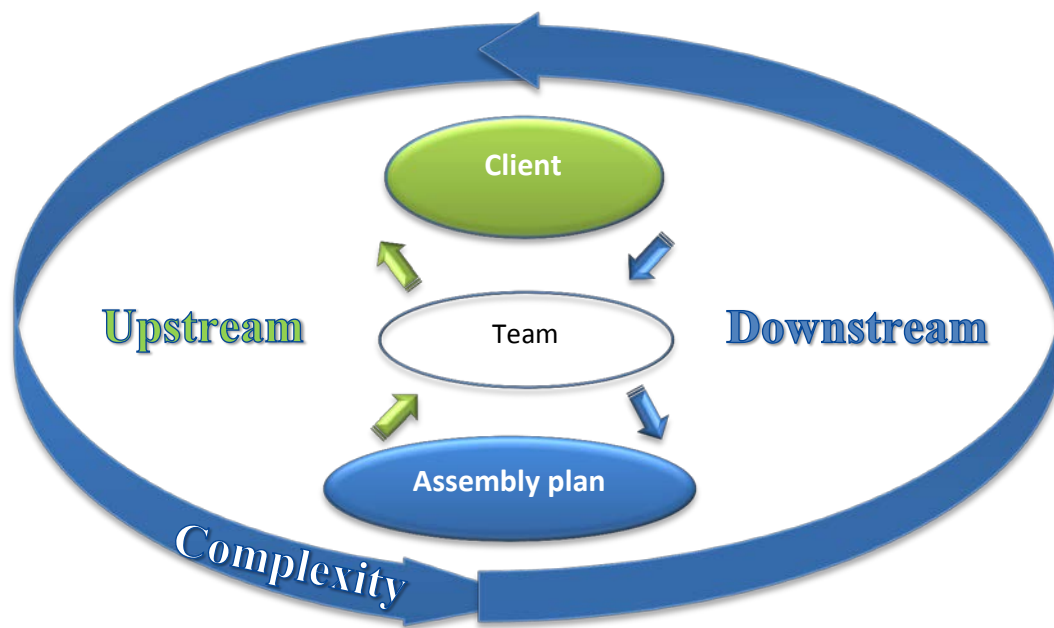 Client
Upstream
Team
Downstream
Assembly plan
Complexity